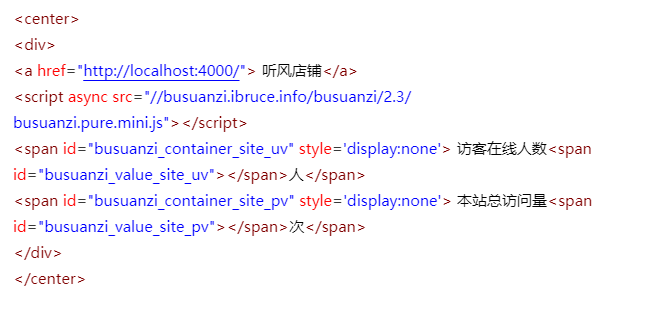 <center>
<div>
<a href="http://localhost:4000/"> 听风店铺</a>
<script async src="//busuanzi.ibruce.info/busuanzi/2.3/
busuanzi.pure.mini.js"></script>
<span id="busuanzi_container_site_uv" style='display:none'> 访客在线人数<span
id="busuanzi_value_site_uv"></span>人</span>
<span id="busuanzi_container_site_pv" style='display:none'> 本站总访问量<span
id="busuanzi_value_site_pv"></span>次</span>
</div>
</center>